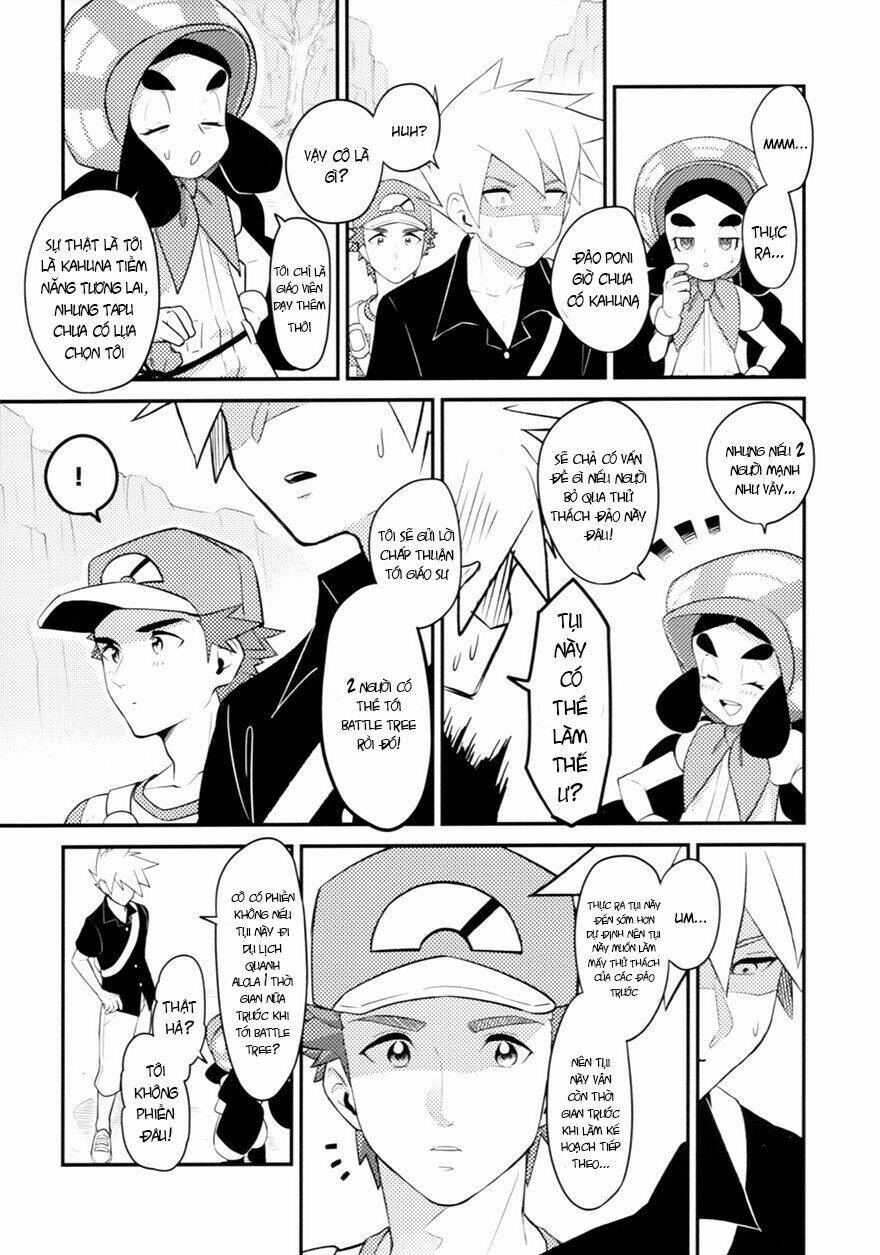 MMM...
THỰC
RA...
HUH?
VẬY CÔ LÀ
GÌ?
ĐẢO PONI
GIỜ CHƯA
CÓ KAHUNA
SỰ THẬT LÀ TÔI
LÀ KAHUNA TIỀM
NĂNG TƯƠNG LAI,
NHƯNG TAPU
CHƯA CÓ LỰA
CHỌN TÔI
TÔI CHỈ LÀ
GIÁO VIÊN
DẠY THÊM
THÔI
NHƯNG NẾU 2
NGƯỜI MẠNH
NHƯ VẬY...
SẼ CHẢ CÓ VẤN
ĐỀ GÌ NẾU NGƯỜI
BỎ QUA THỬ
THÁCH ĐẢO NÀY
ĐÂU!
TỤI
NÀY CÓ
THỂ
LÀM
THẾ
Ư?
TÔI SẼ GỬI LỜI
CHẤP THUẬN
TỚI GIÁO SƯ
2 NGƯỜI CÓ
THỂ TỚI
BATTLE TREE
RỒI ĐÓ!
!
UM...
THỰC RA TỤI NÀY
ĐẾN SỚM HƠN
DỰ ĐỊNH NÊN TỤI
NÀY MUỐN LÀM
MẤY THỬ THÁCH
CỦA CÁC ĐẢO
TRƯỚC
NÊN TỤI
NÀY VẪN
CÒN THỜI
GIAN TRƯỚC
KHI LÀM KẾ
HOẠCH TIẾP
THEO...
CÔ CÓ PHIỀN
KHÔNG NẾU
TỤI NÀY ĐI
DU LỊCH
QUANH
ALOLA 1 THỜI
GIAN NỮA
TRƯỚC KHI
TỚI BATTLE
TREE?
THẬT
HẢ?
TÔI
KHÔNG
PHIỀN
ĐÂU!